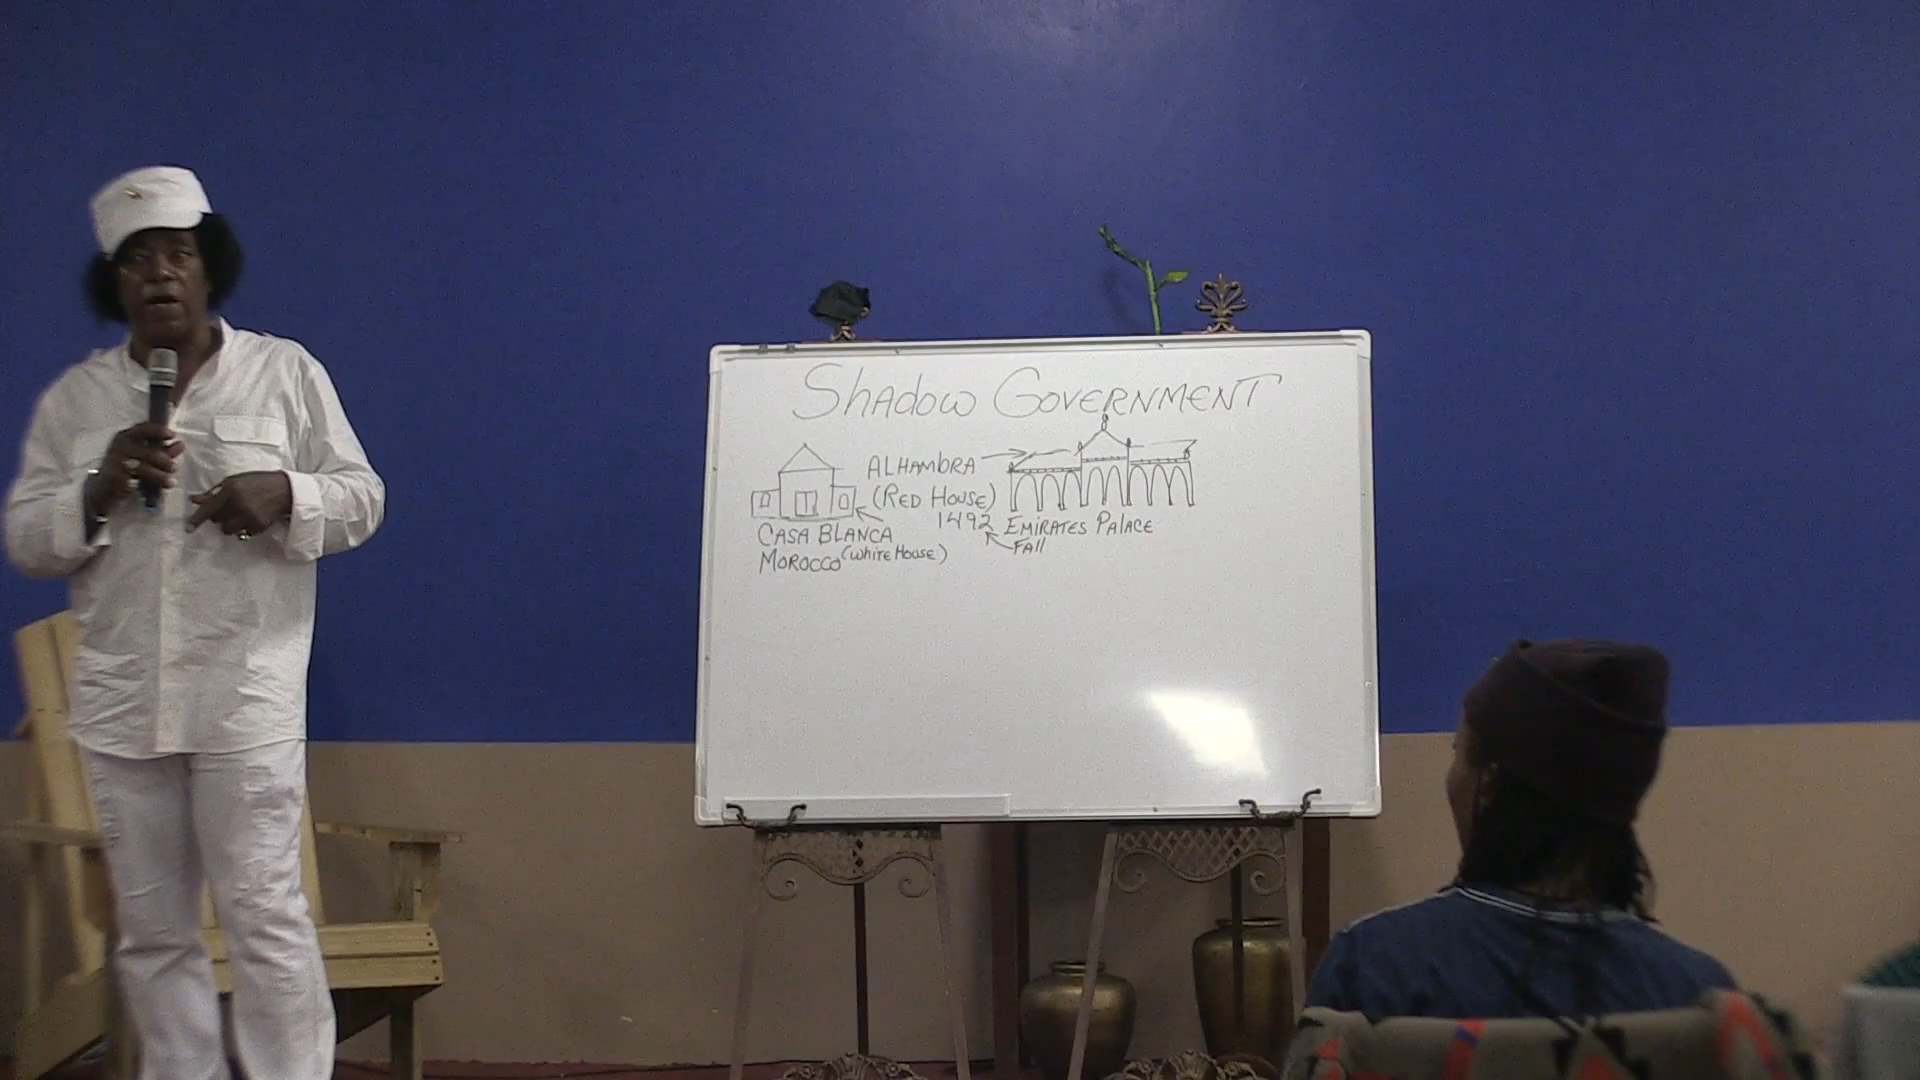 Shadow Government
ALHAMBRA
(RED HOUSE)
1492
CASA BLANCA
MOROCCO (White House)
EMIRATES PALACE
Fall